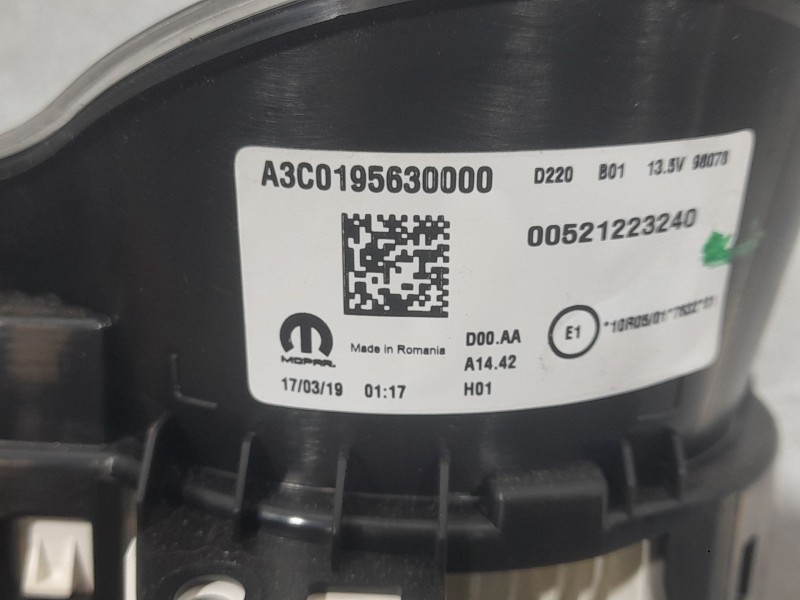 A3C0195630000 D220 B01 13.5V 98078
00521223240
MOPAR
Made in Romania
D00.AA
A14.42
H01
E1
17/03/19 01:17